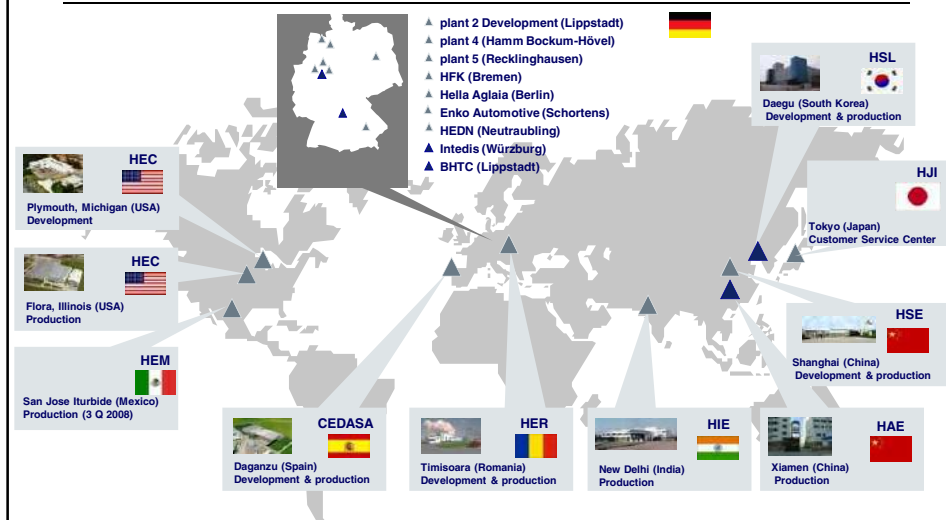 plant 2 Development (Lippstadt)
plant 4 (Hamm Bockum-Hövel)
plant 5 (Recklinghausen)
HFK (Bremen)
Hella Aglaia (Berlin)
Enko Automotive (Schortens)
HEDN (Neutraubling)
Intedis (Würzburg)
BHTC (Lippstadt)
HSL
Daegu (South Korea)
Development & production
HEC
Plymouth, Michigan (USA)
Development
HJI
Tokyo (Japan)
Customer Service Center
HEC
Flora, Illinois (USA)
Production
HSE
Shanghai (China)
Development & production
HEM
San Jose Iturbide (Mexico)
Production (3 Q 2008)
CEDASA
Daganzu (Spain)
Development & production
HER
Timisoara (Romania)
Development & production
HIE
New Delhi (India)
Production
HAE
Xiamen (China)
Production